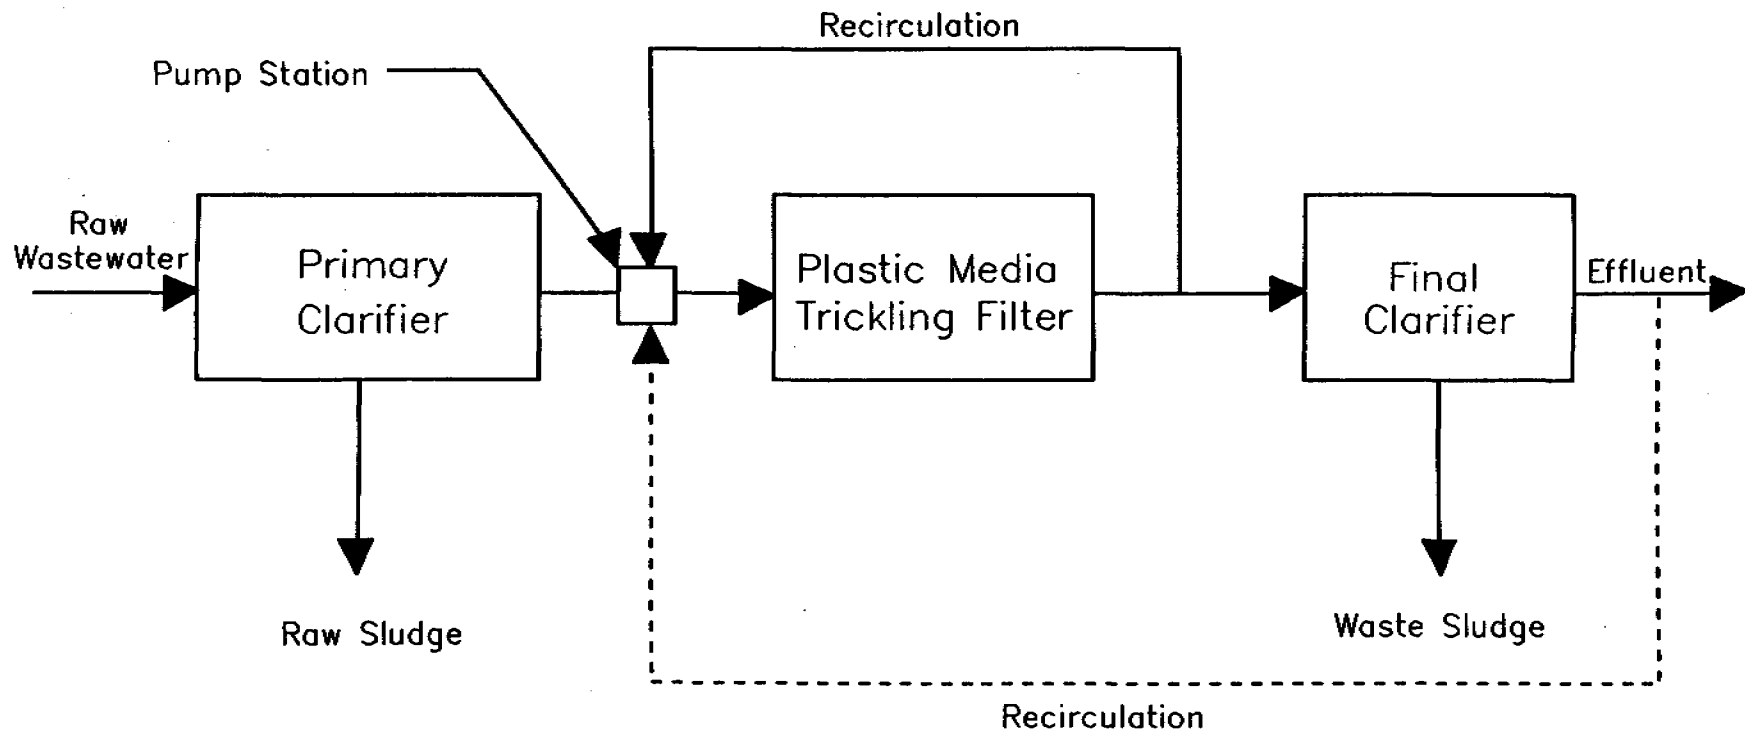 Recirculation
Pump Station
Raw
Wastewater
Primary
Clarifier
Plastic Media
Trickling Filter
Final
Clarifier
Effluent
Raw Sludge
Waste Sludge
Recirculation